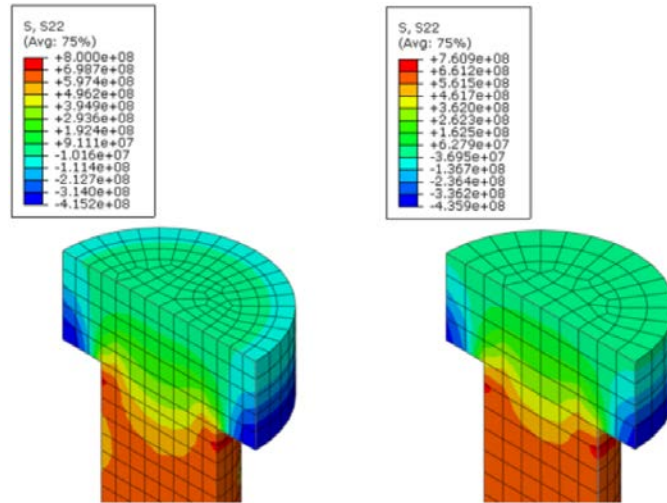 S, S22
(Avg: 75%)
+8.000e+08
+6.987e+08
+5.974e+08
+4.962e+08
+3.949e+08
+2.936e+08
+1.924e+08
+9.111e+07
-1.016e+07
-1.114e+08
-2.127e+08
-3.140e+08
-4.152e+08
S, S22
(Avg: 75%)
+7.609e+08
+6.612e+08
+5.615e+08
+4.617e+08
+3.620e+08
+2.623e+08
+1.625e+08
+6.279e+07
-3.695e+07
-1.367e+08
-2.364e+08
-3.362e+08
-4.359e+08